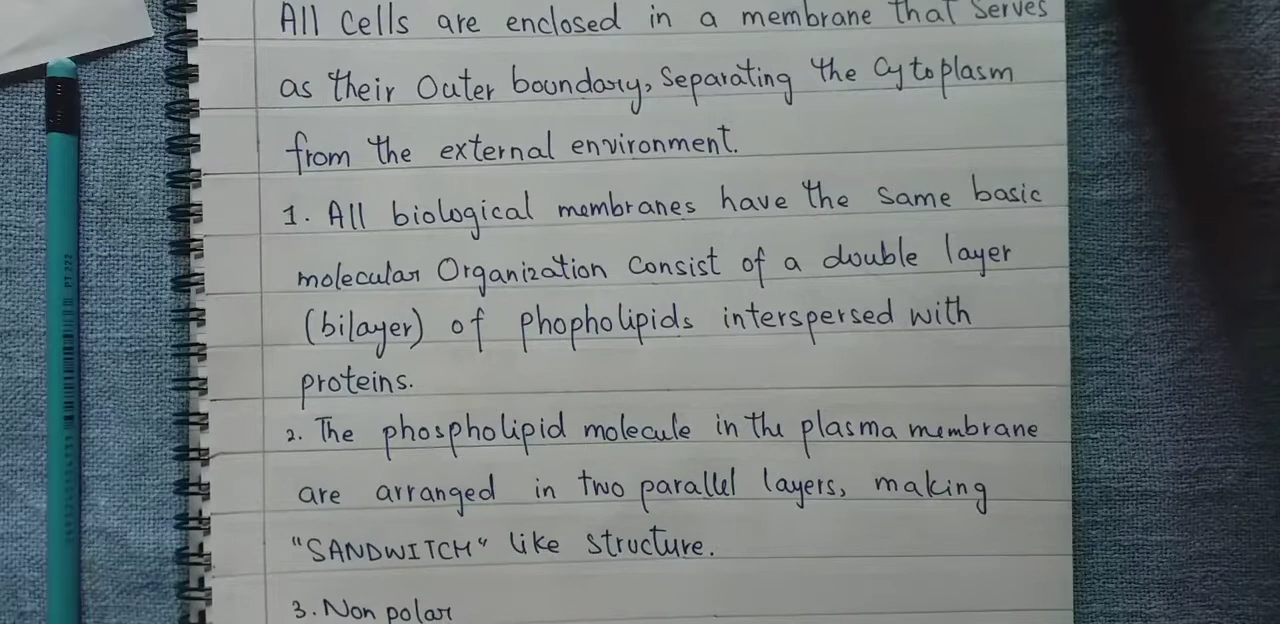 All Cells are enclosed in a membrane that serves
as their Outer boundary, Separating the Cytoplasm
from the external environment.
1. All biological membranes have the same basic
molecular Organization Consist of a double layer
(bilayer) of phopholipids interspersed with
proteins.
2. The phospholipid molecule in the plasma membrane
are arranged in two parallel layers, making
"SANDWITCH" like structure.
3. Non polar